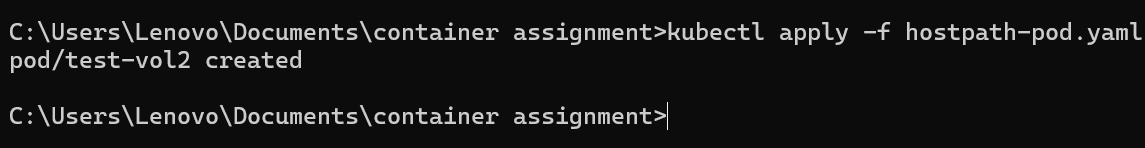 C:\Users\Lenovo\Documents\container assignment>kubectl apply -f hostpath-pod.yaml
pod/test-vol2 created
C:\Users\Lenovo\Documents\container assignment>